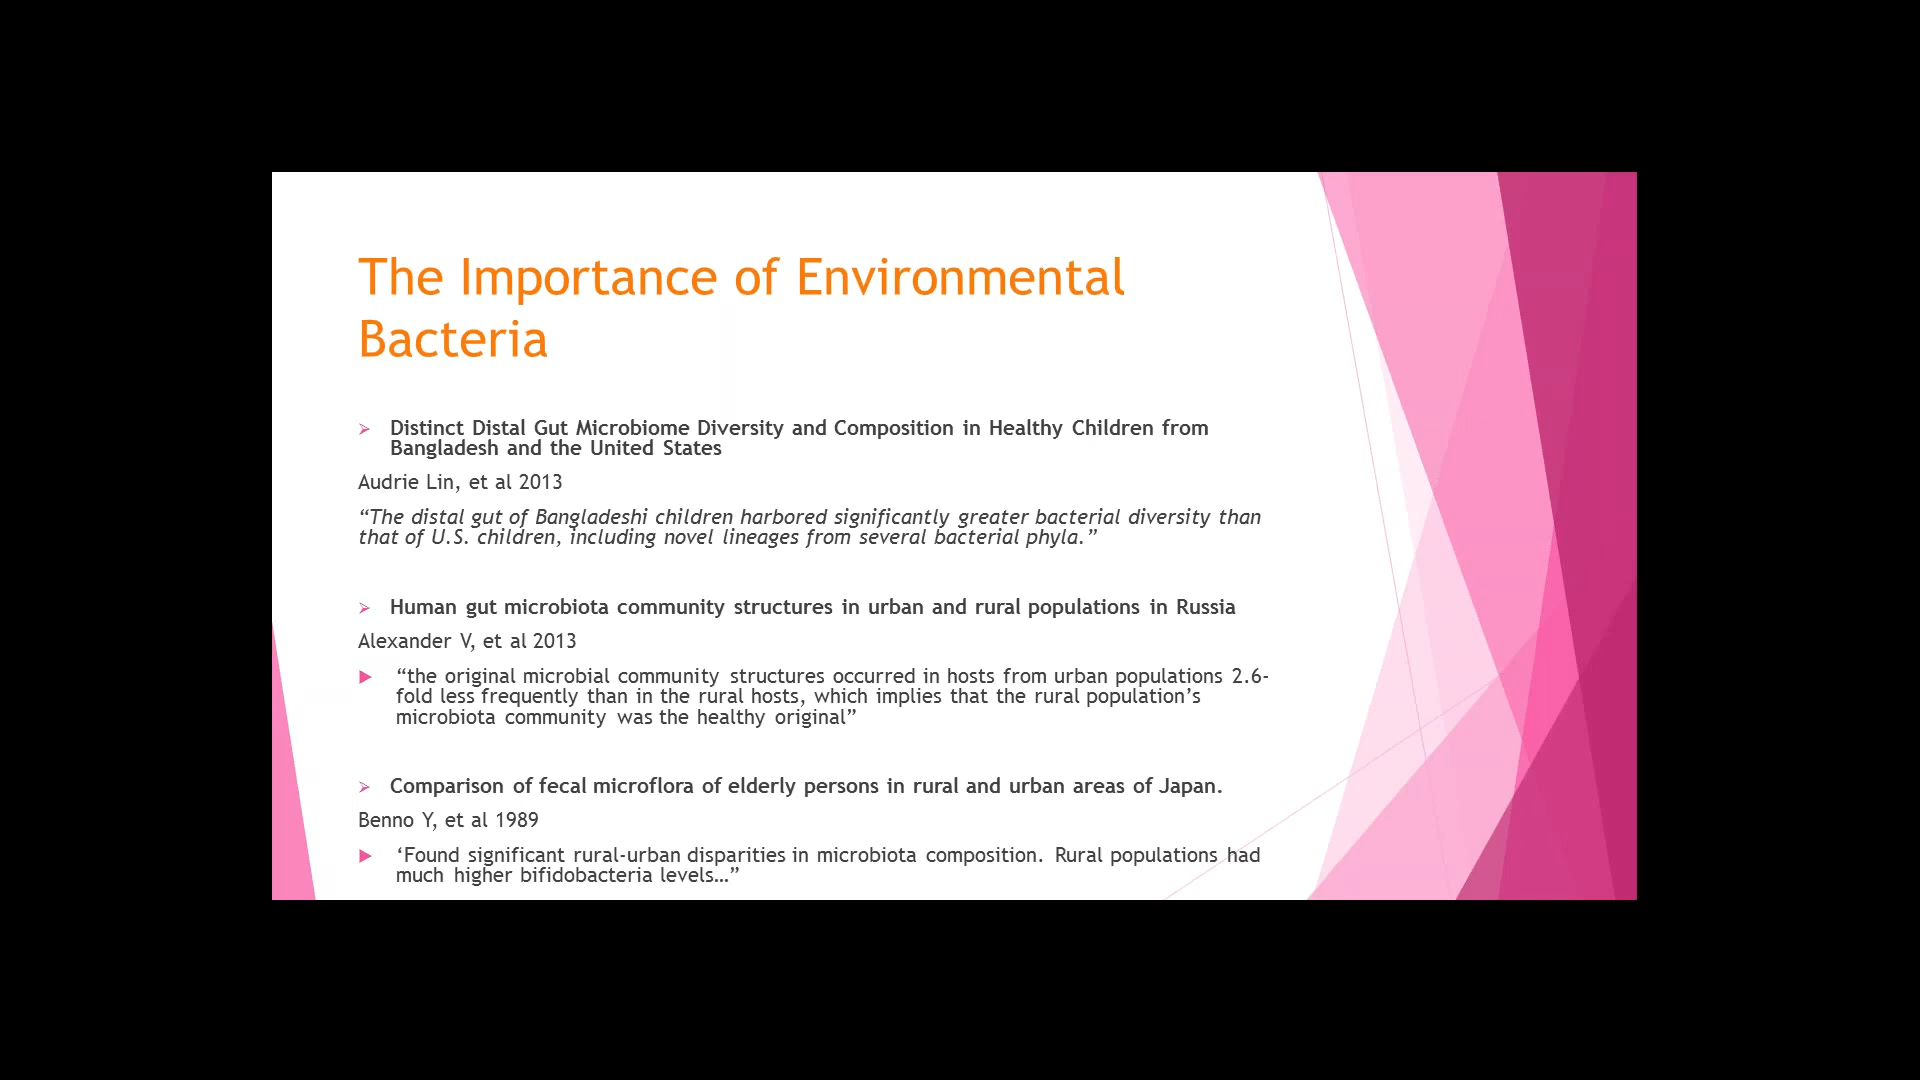 The Importance of Environmental
Bacteria
Distinct Distal Gut Microbiome Diversity and Composition in Healthy Children from
Bangladesh and the United States
Audrie Lin, et al 2013
“The distal gut of Bangladeshi children harbored significantly greater bacterial diversity than
that of U.S. children, including novel lineages from several bacterial phyla.”
Human gut microbiota community structures in urban and rural populations in Russia
Alexander V, et al 2013
“the original microbial community structures occurred in hosts from urban populations 2.6-
fold less frequently than in the rural hosts, which implies that the rural population’s
microbiota community was the healthy original”
Comparison of fecal microflora of elderly persons in rural and urban areas of Japan.
Benno Y, et al 1989
‘Found significant rural-urban disparities in microbiota composition. Rural populations had
much higher bifidobacteria levels…”